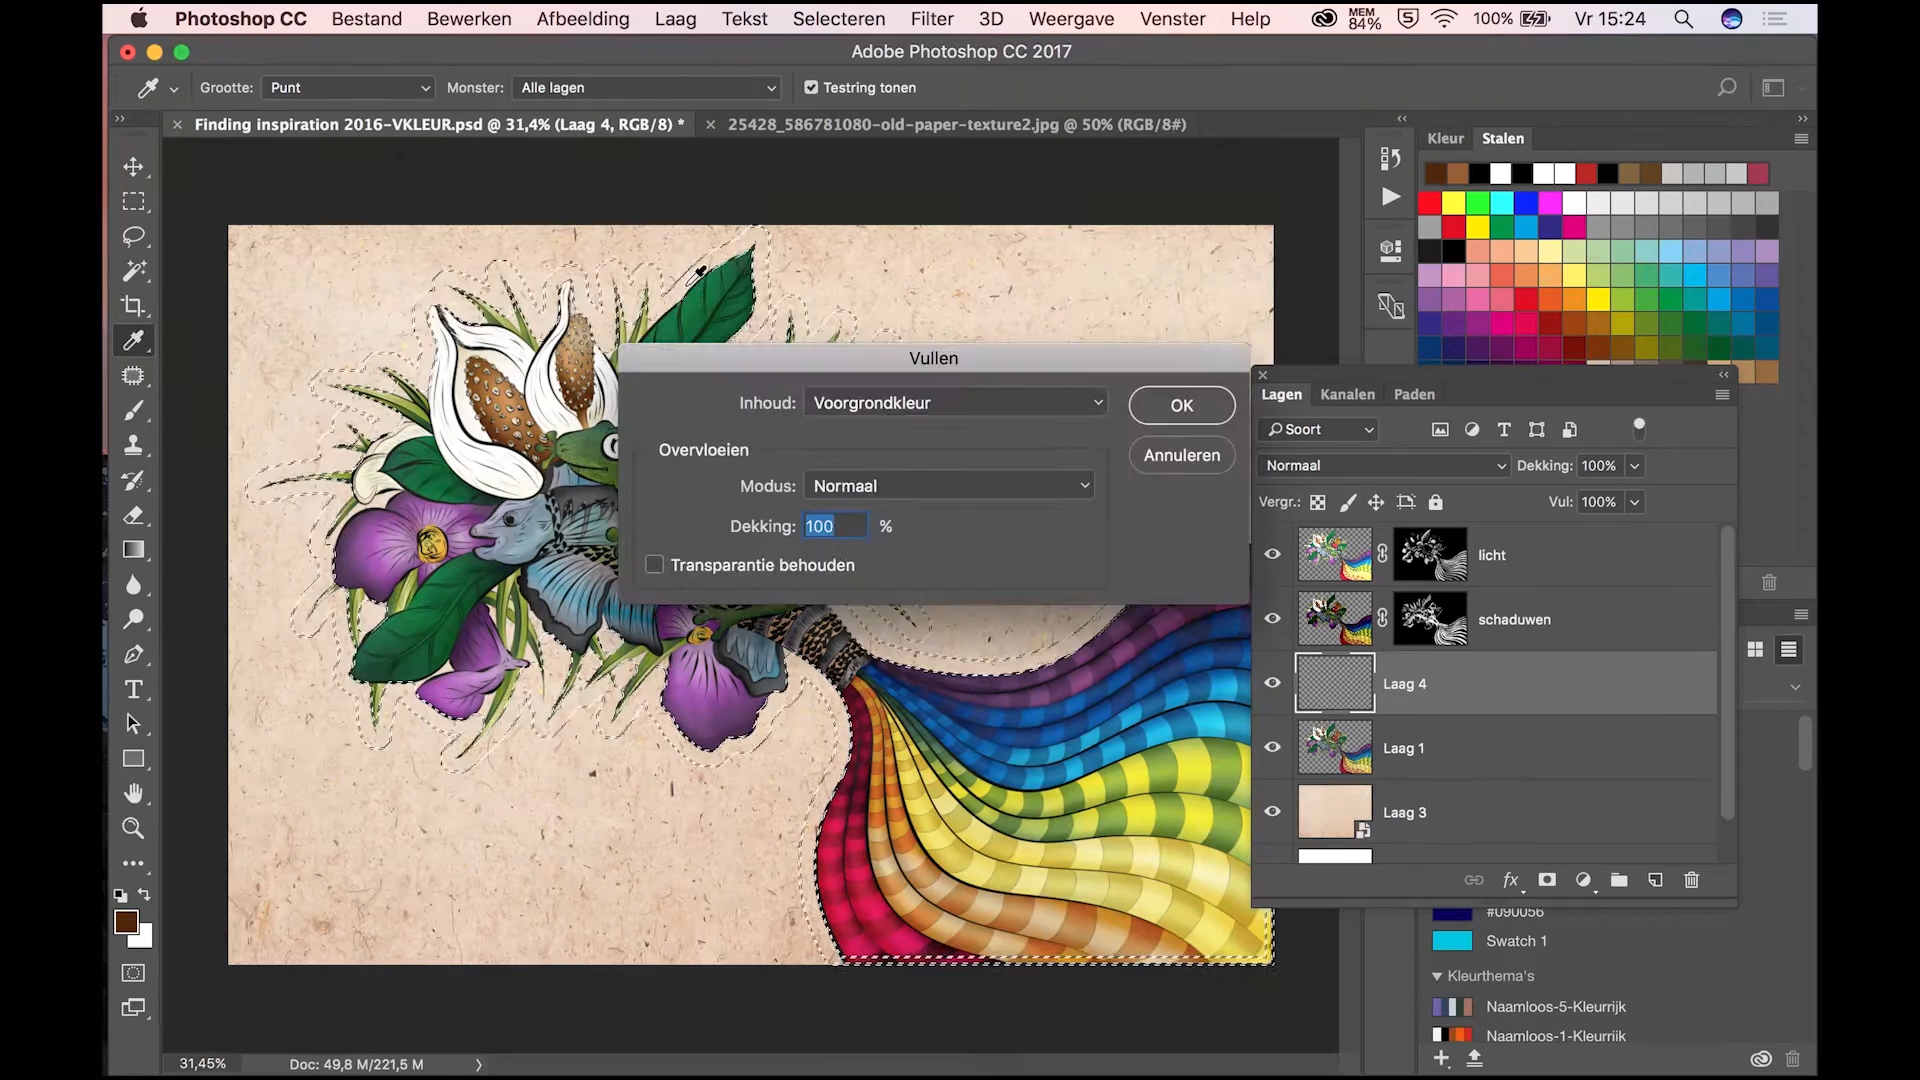 Photoshop CC Bestand Bewerken Afbeelding Laag Tekst Selecteren Filter 3D Weergave Venster Help MEM 84% 5 100% Vr 15:24
Adobe Photoshop CC 2017
Grootte: Punt Monster: Alle lagen Testring tonen
Finding inspiration 2016-VKLEUR.psd @ 31,4% (Laag 4, RGB/8) *
25428_586781080-old-paper-texture2.jpg @ 50% (RGB/8#)
Kleur Stalen
Vullen
Inhoud: Voorgrondkleur
OK
Overvloeien
Annuleren
Modus: Normaal
Dekking: 100 %
Transparantie behouden
Lagen Kanalen Paden
Soort
Normaal Dekking: 100%
Vergr.: Vul: 100%
licht
schaduwen
Laag 4
Laag 1
Laag 3
fx
#090056
Swatch 1
Kleurthema's
Naamloos-5-Kleurrijk
Naamloos-1-Kleurrijk
31,45% Doc: 49,8 M/221,5 M